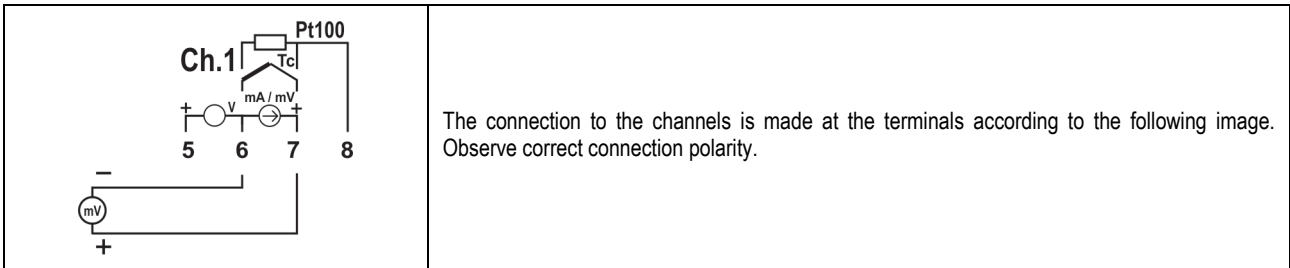 Pt100
Ch.1
Tc
mA / mV
+ V +
5 6 7 8
−
mV
+
The connection to the channels is made at the terminals according to the following image.
Observe correct connection polarity.